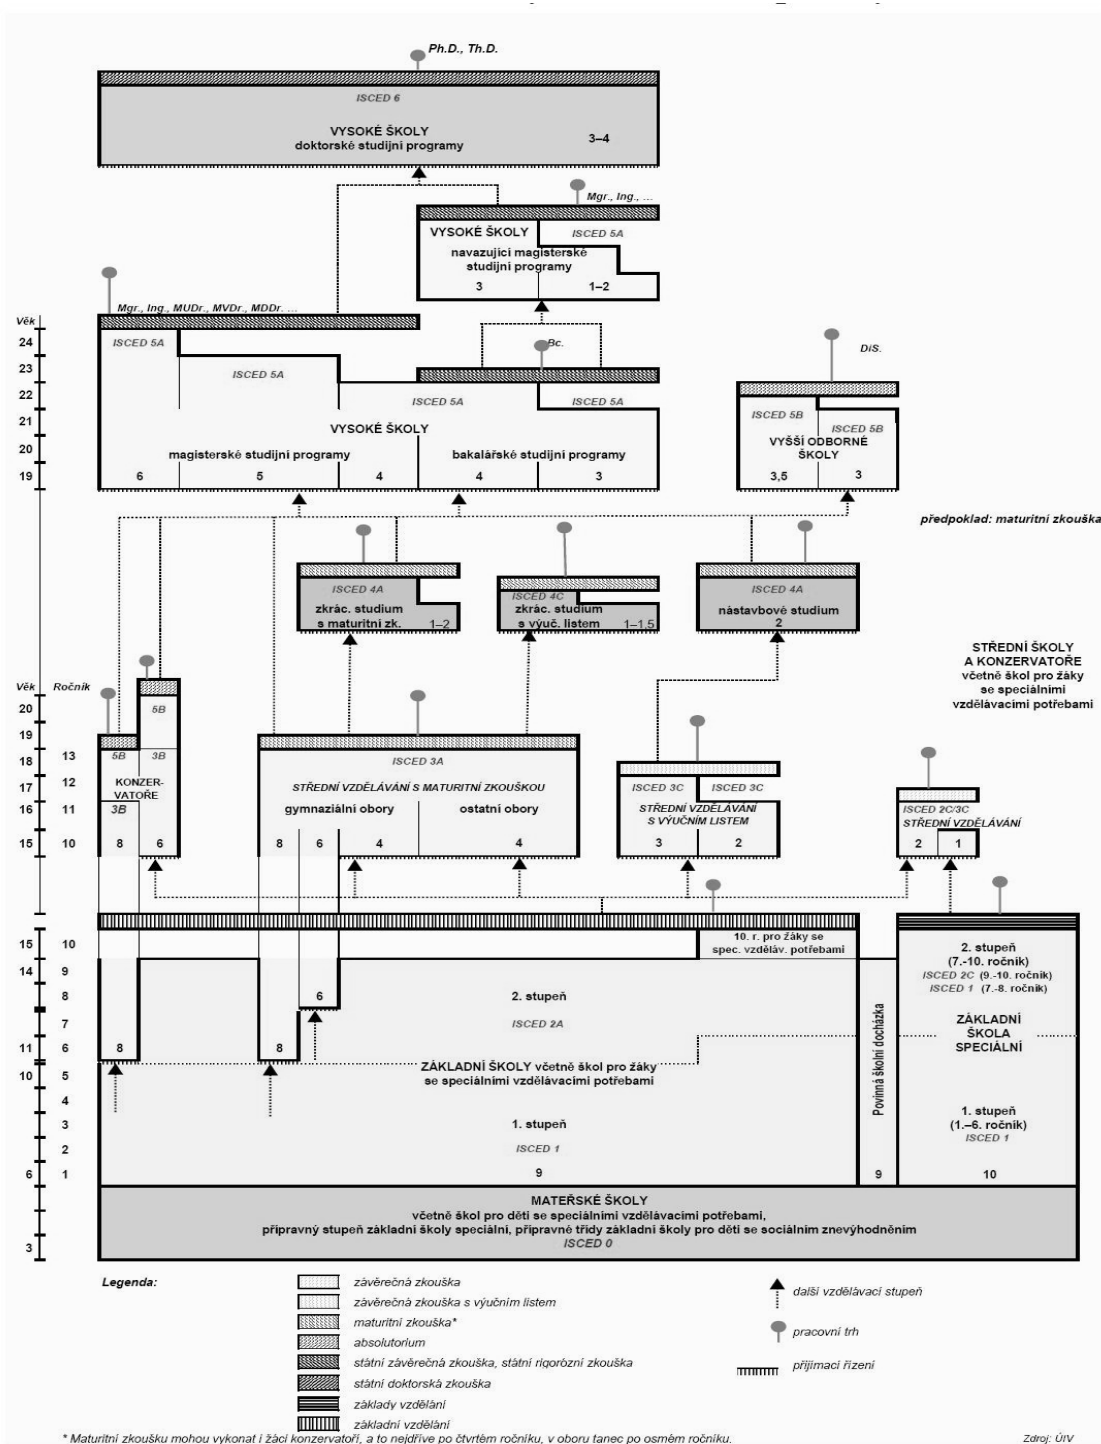 Ph.D., Th.D.
ISCED 6
VYSOKÉ ŠKOLY
doktorské studijní programy
3–4
Mgr., Ing., ...
VYSOKÉ ŠKOLY
ISCED 5A
navazující magisterské
studijní programy
3
1–2
Mgr., Ing., MUDr., MVDr., MDDr. ...
Bc.
DiS.
Věk
24
23
22
21
20
19
ISCED 5A
ISCED 5A
ISCED 5A
ISCED 5A
VYSOKÉ ŠKOLY
magisterské studijní programy
bakalářské studijní programy
6
5
4
4
3
ISCED 5B
ISCED 5B
VYŠŠÍ ODBORNÉ
ŠKOLY
3,5
3
předpoklad: maturitní zkouška
ISCED 4A
zkrác. studium
s maturitní zk.
1–2
ISCED 4C
zkrác. studium
s výuč. listem
1–1,5
ISCED 4A
nástavbové studium
2
STŘEDNÍ ŠKOLY
A KONZERVATOŘE
včetně škol pro žáky
se speciálními
vzdělávacími potřebami
Věk
Ročník
20
19
18
13
17
12
16
11
15
10
5B
5B
3B
KONZER-
VATOŘE
3B
8
6
ISCED 3A
STŘEDNÍ VZDĚLÁVÁNÍ S MATURITNÍ ZKOUŠKOU
gymnaziální obory
ostatní obory
8
6
4
4
ISCED 3C
ISCED 3C
STŘEDNÍ VZDĚLÁVÁNÍ
S VÝUČNÍM LISTEM
3
2
ISCED 2C/3C
STŘEDNÍ VZDĚLÁVÁNÍ
2
1
15
10
14
9
8
7
11
6
10
5
4
3
2
6
1
3
10. r. pro žáky se
spec. vzděláv. potřebami
6
8
8
2. stupeň
ISCED 2A
ZÁKLADNÍ ŠKOLY včetně škol pro žáky
se speciálními vzdělávacími potřebami
1. stupeň
ISCED 1
9
Povinná školní docházka
9
2. stupeň
(7.-10. ročník)
ISCED 2C (9.-10. ročník)
ISCED 1 (7.-8. ročník)
ZÁKLADNÍ
ŠKOLA
SPECIÁLNÍ
1. stupeň
(1.–6. ročník)
ISCED 1
10
MATEŘSKÉ ŠKOLY
včetně škol pro děti se speciálními vzdělávacími potřebami,
přípravný stupeň základní školy speciální, přípravné třídy základní školy pro děti se sociálním znevýhodněním
ISCED 0
Legenda:
závěrečná zkouška
závěrečná zkouška s výučním listem
maturitní zkouška*
absolutorium
státní závěrečná zkouška, státní rigorózní zkouška
státní doktorská zkouška
základy vzdělání
základní vzdělání
další vzdělávací stupeň
pracovní trh
přijímací řízení
* Maturitní zkoušku mohou vykonat i žáci konzervatoří, a to nejdříve po čtvrtém ročníku, v oboru tanec po osmém ročníku.
Zdroj: ÚIV